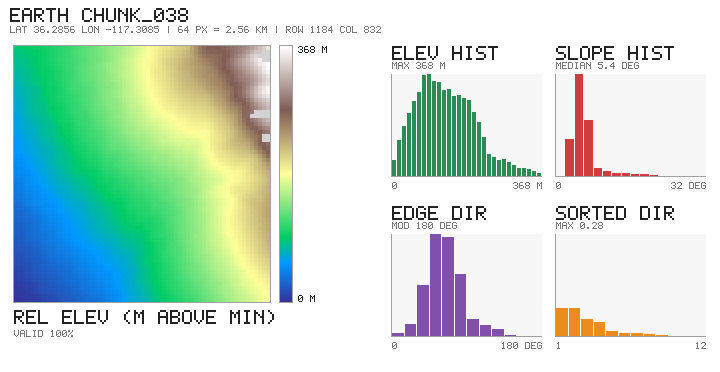 EARTH CHUNK_038
LAT 36.2856 LON -117.3085 | 64 PX = 2.56 KM | ROW 1184 COL 832
368 M
0 M
REL ELEV (M ABOVE MIN)
VALID 100%
ELEV HIST
MAX 368 M
0 368 M
SLOPE HIST
MEDIAN 5.4 DEG
0 32 DEG
EDGE DIR
MOD 180 DEG
0 180 DEG
SORTED DIR
MAX 0.28
1 12